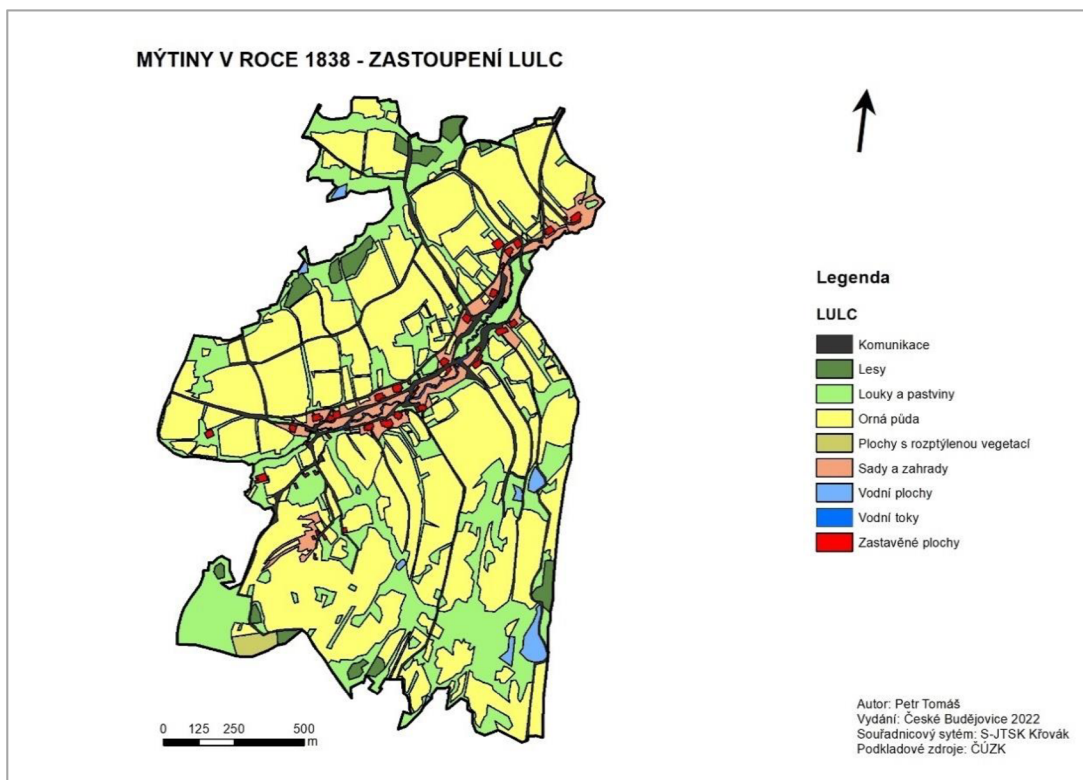 MÝTINY V ROCE 1838 - ZASTOUPENÍ LULC
Legenda
LULC
Komunikace
Lesy
Louky a pastviny
Orná půda
Plochy s rozptýlenou vegetací
Sady a zahrady
Vodní plochy
Vodní toky
Zastavěné plochy
0 125 250 500
m
Autor: Petr Tomáš
Vydání: České Budějovice 2022
Souřadnicový sytém: S-JTSK Křovák
Podkladové zdroje: ČÚZK